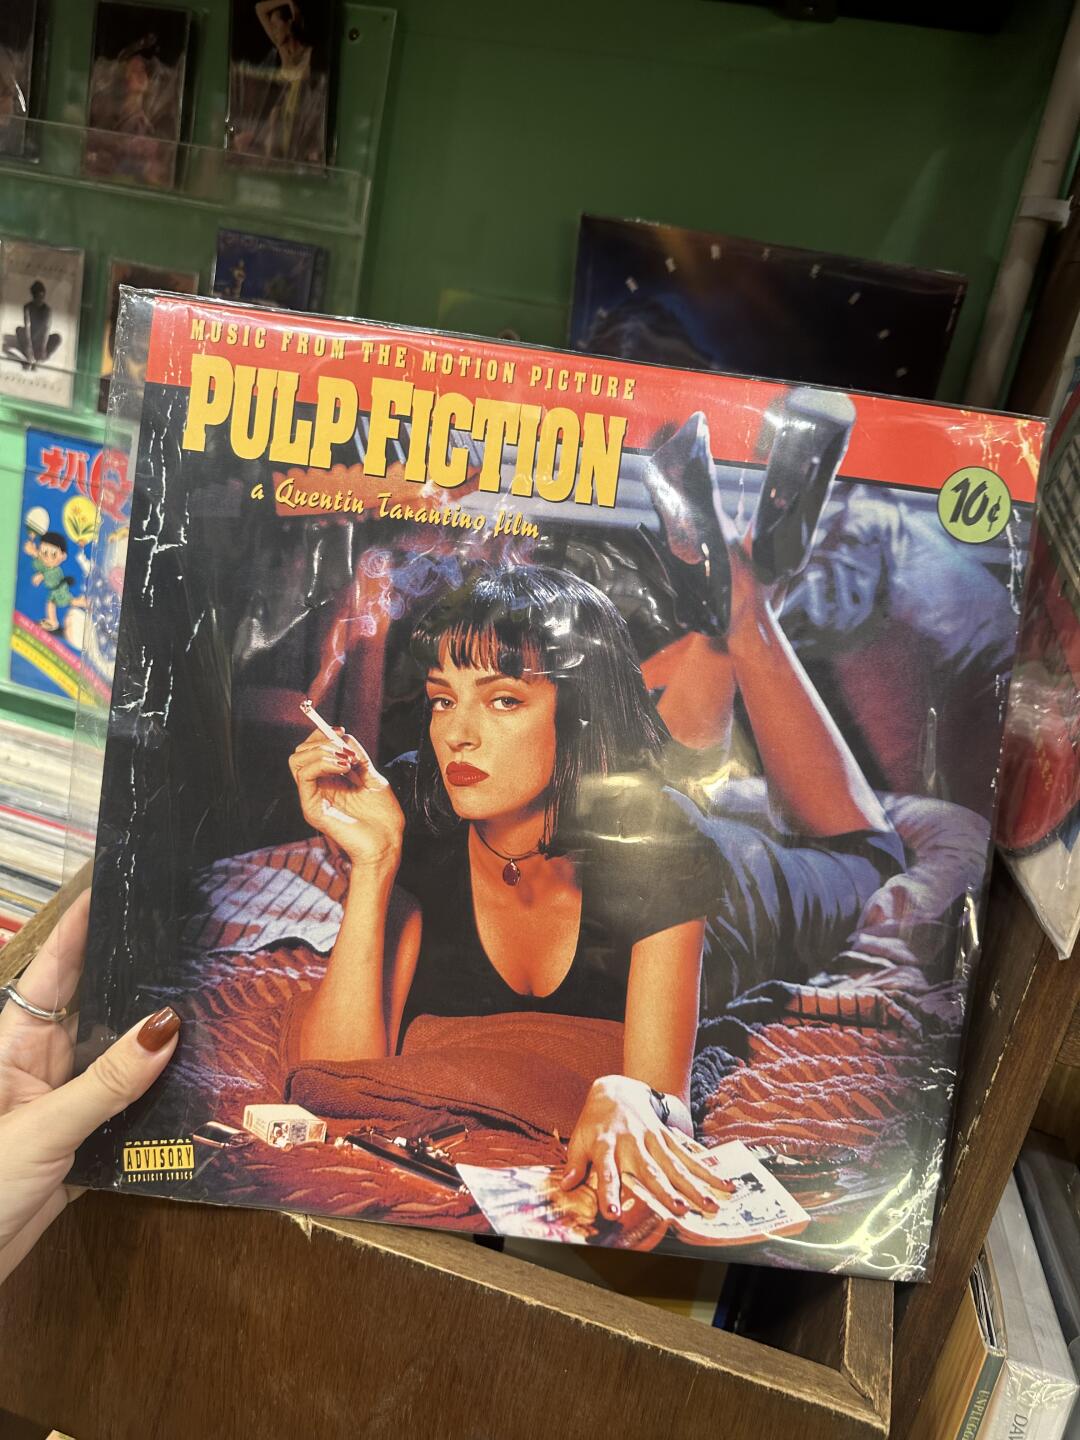 MUSIC FROM THE MOTION PICTURE
PULP FICTION
a Quentin Tarantino film
10¢
PARENTAL
ADVISORY
EXPLICIT LYRICS